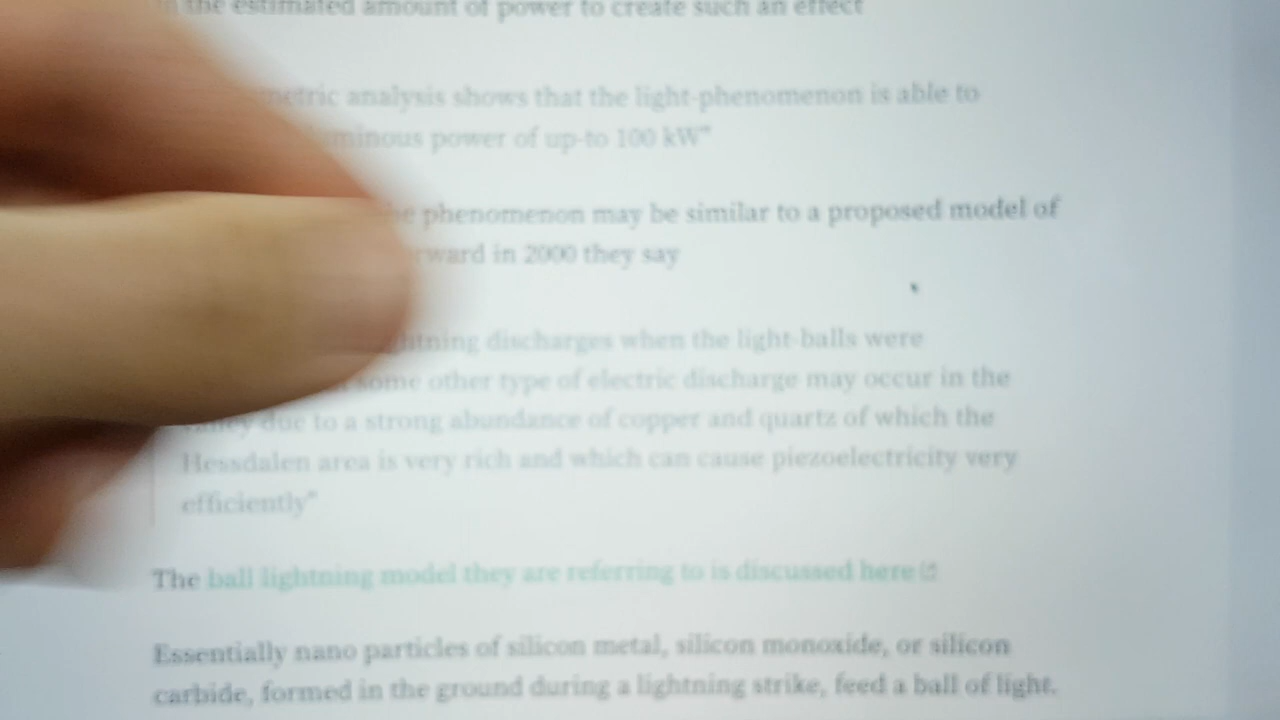 the estimated amount of power to create such an effect
analysis shows that the light-phenomenon is able to
power of up-to 100 kW"
phenomenon may be similar to a proposed model of
in 2000 they say
discharges when the light-balls were
some other type of electric discharge may occur in the
due to a strong abundance of copper and quartz of which the
Hessdalen area is very rich and which can cause piezoelectricity very
efficiently"
The ball lightning model they are referring to is discussed here
Essentially nano particles of silicon metal, silicon monoxide, or silicon
carbide, formed in the ground during a lightning strike, feed a ball of light.